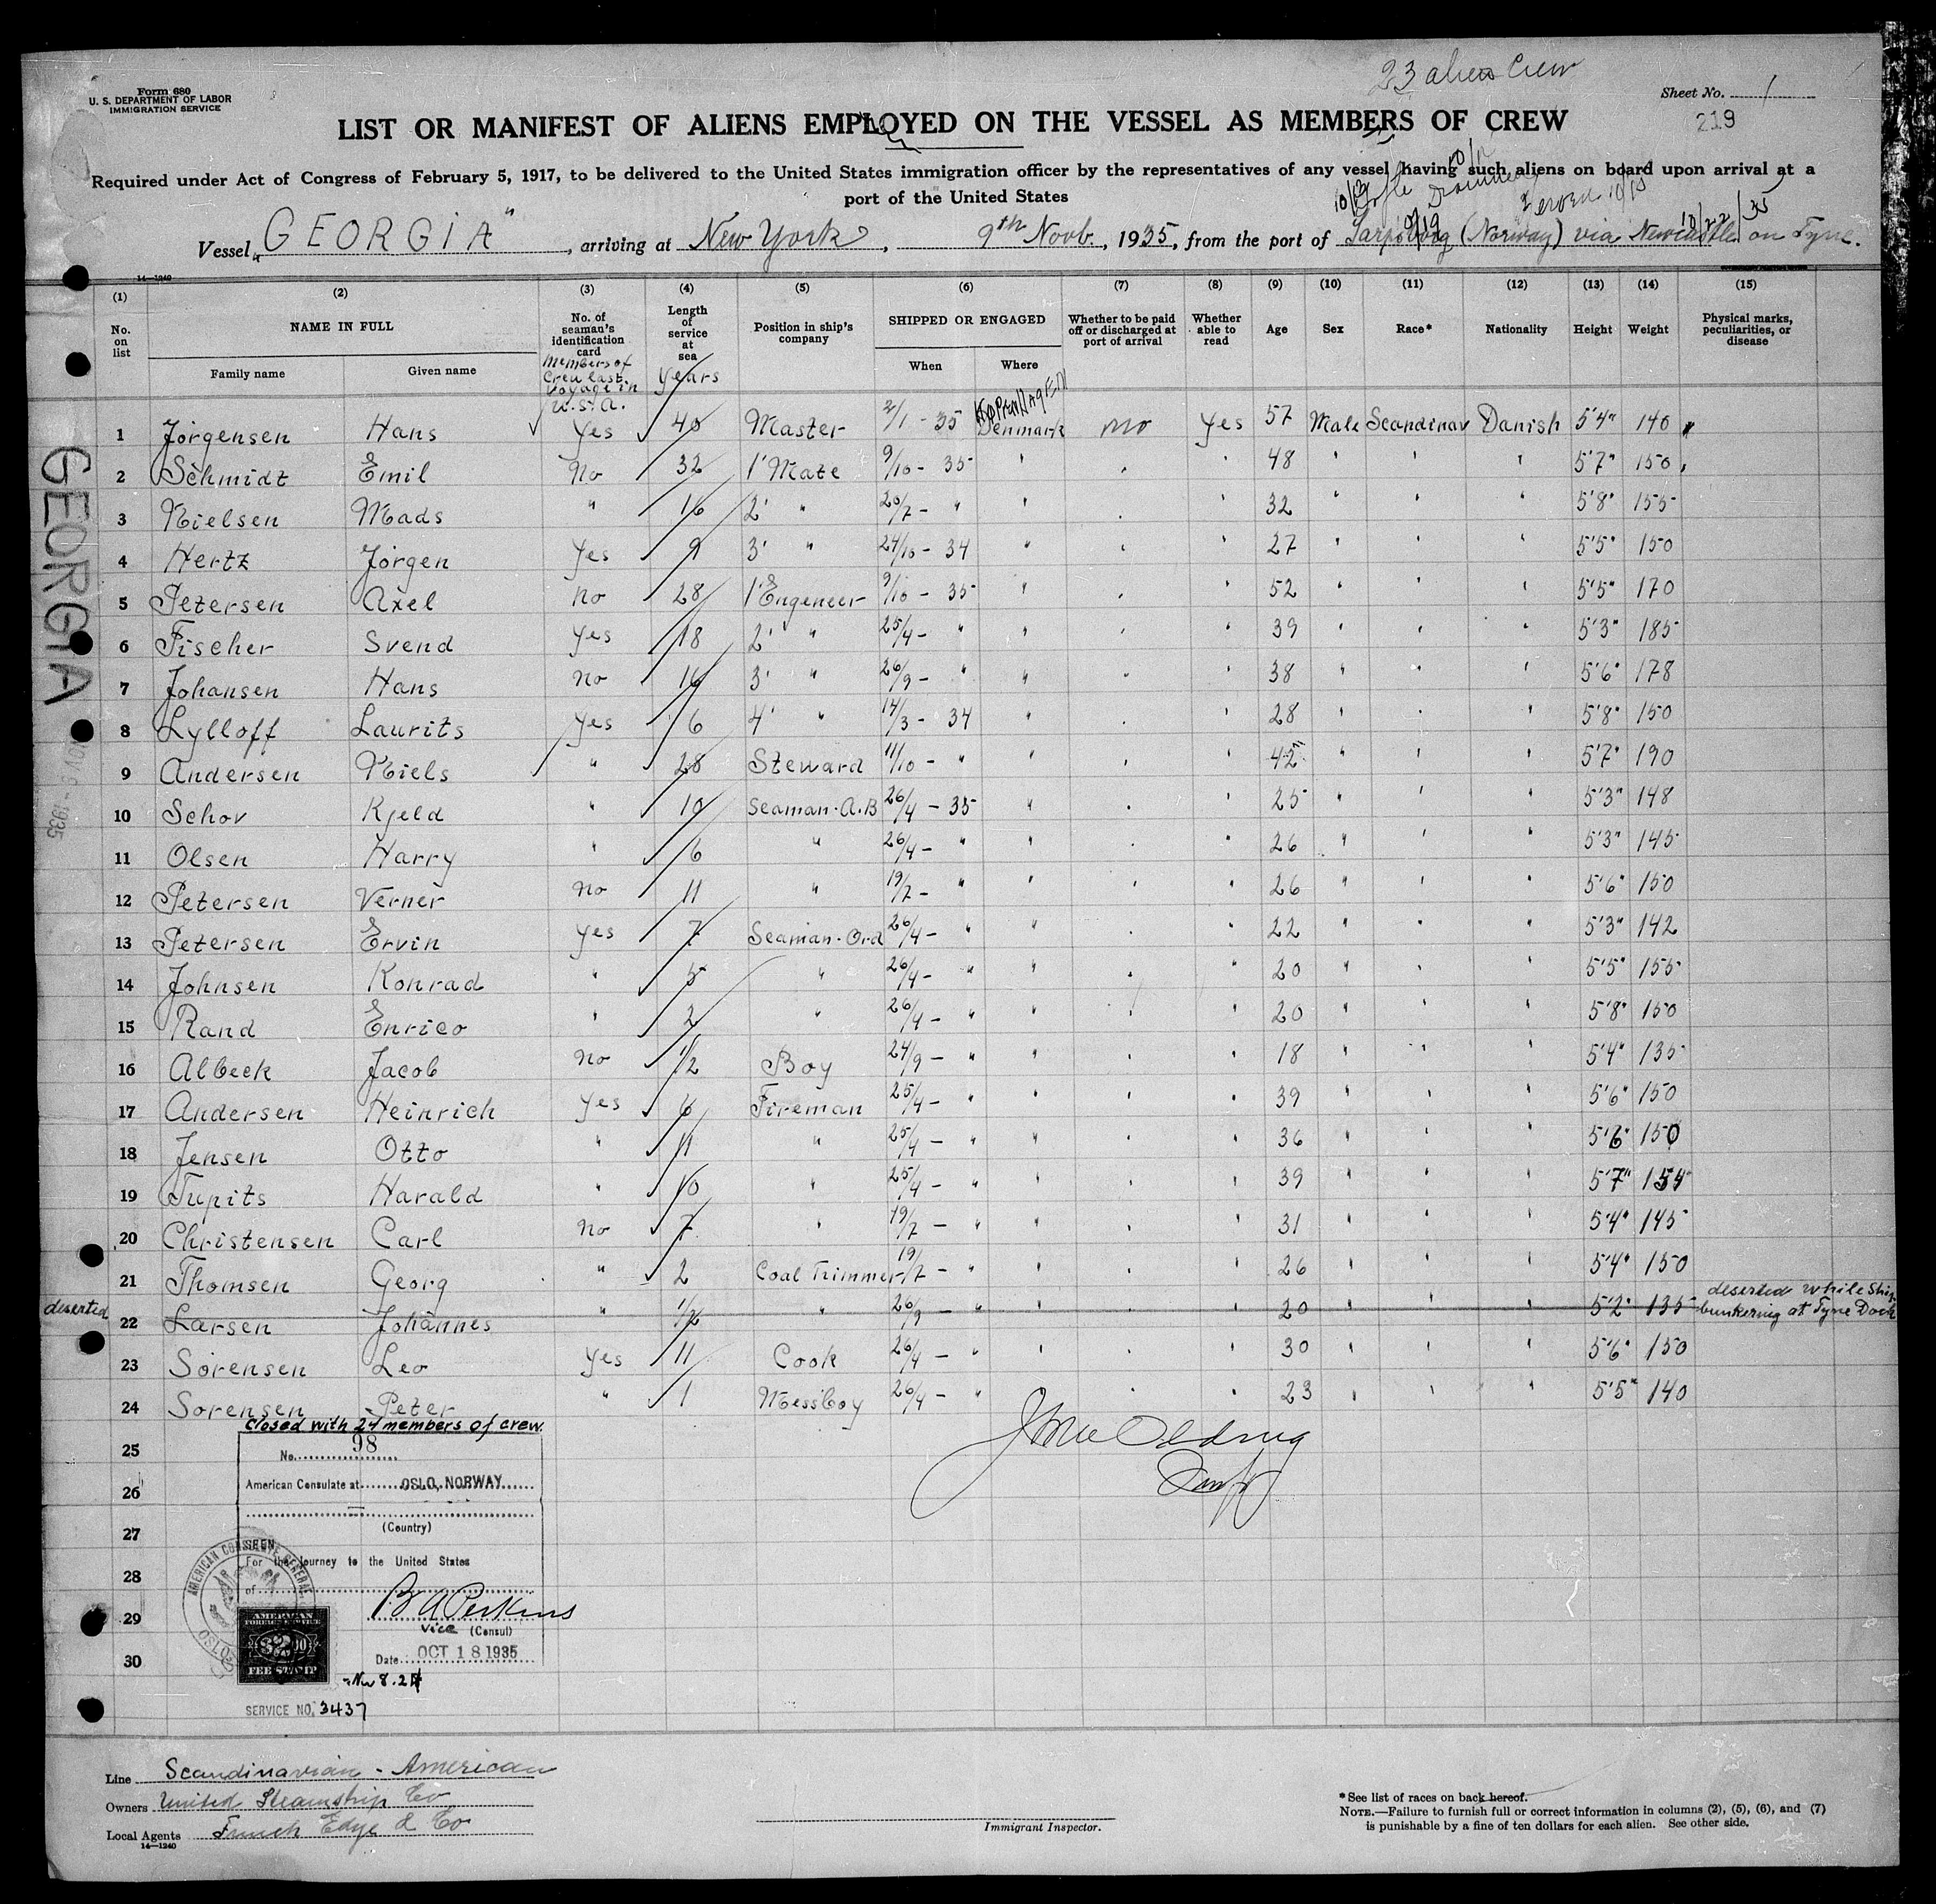 23 alien Crew
Form 680
U. S. DEPARTMENT OF LABOR
IMMIGRATION SERVICE
Sheet No. 1
219
LIST OR MANIFEST OF ALIENS EMPLOYED ON THE VESSEL AS MEMBERS OF CREW
Required under Act of Congress of February 5, 1917, to be delivered to the United States immigration officer by the representatives of any vessel having such aliens on board upon arrival at a
port of the United States
Vessel "GEORGIA", arriving at New York, 9th Novb., 1935, from the port of Sarpsborg (Norway) via Newcastle on Tyne.
14—1240
(1) (2) (3) (4) (5) (6) (7) (8) (9) (10) (11) (12) (13) (14) (15)
No. on list
NAME IN FULL
Family name Given name
No. of seaman's identification card
Members of Crew last Voyage in U.S.A.
Length of service at sea
Years
Position in ship's company
SHIPPED OR ENGAGED
When Where
Whether to be paid off or discharged at port of arrival
Whether able to read
Age
Sex
Race*
Nationality
Height
Weight
Physical marks, peculiarities, or disease
1 Jörgensen Hans Yes 40 Master 2/1 - 35 Kopenhagen Denmark no Yes 57 Male Scandinav Danish 5'4" 140
2 Schmidt Emil No 32 1' Mate 9/10 - 35 " " " 48 " " " 5'7" 150
3 Nielsen Mads " 16 2' " 20/7 - " " " " 32 " " " 5'8" 155
4 Hertz Jörgen Yes 9 3' " 24/10 - 34 " " " 27 " " " 5'5" 150
5 Petersen Axel no 28 1' Engeneer 9/10 - 35 " " " 52 " " " 5'5" 170
6 Fischer Svend Yes 18 2' " 25/4 - " " " " 39 " " " 5'3" 185
7 Johansen Hans no 16 3' " 26/9 - " " " " 38 " " " 5'6" 178
8 Lylloff Laurits Yes 6 4' " 14/3 - 34 " " " 28 " " " 5'8" 150
9 Andersen Niels " 28 Steward 11/10 - " " " " 42 " " " 5'7" 190
10 Schov Kjeld " 10 Seaman-A.B 26/4 - 35 " " " 25 " " " 5'3" 148
11 Olsen Harry " 6 " 26/4 - " " " " 26 " " " 5'3" 145
12 Petersen Verner no 11 " 19/7 - " " " " 26 " " " 5'6" 150
13 Petersen Ervin Yes 7 Seaman-Ord 26/4 - " " " " 22 " " " 5'3" 142
14 Johnsen Konrad " 5 " 26/4 - " " " " 20 " " " 5'5" 155
15 Rand Enrico " 2 " 26/4 - " " " " 20 " " " 5'8" 150
16 Albeck Jacob no 1/2 Boy 24/9 - " " " " 18 " " " 5'4" 135
17 Andersen Heinrich Yes 6 Fireman 25/4 - " " " " 39 " " " 5'6" 150
18 Jensen Otto " 11 " 25/4 - " " " " 36 " " " 5'6" 150
19 Tupits Harald " 10 " 25/4 - " " " " 39 " " " 5'7" 154
20 Christensen Carl no 7 " 19/7 - " " " " 31 " " " 5'4" 145
21 Thomsen Georg " 2 Coal Trimmer 19/7 - " " " " 26 " " " 5'4" 150
deserted 22 Larsen Johannes " 1/2 " 26/9 - " " " " 20 " " " 5'2" 135 deserted while Ship bunkering at Tyne Dock
23 Sörensen Leo Yes 11 Cook 26/4 - " " " " 30 " " " 5'6" 150
24 Sörensen Peter " 1 Messboy 26/4 - " " " 23 " " " 5'5" 140
Closed with 24 members of crew.
25
26
27
28
29
30
No. 98
American Consulate at OSLO, NORWAY
(Country)
SEEN
For the journey to the United States
of
B A Perkins
Vice (Consul)
Date OCT 18 1935
AMERICAN CONSULATE GENERAL
OSLO
AMERICAN
FOREIGN SERVICE
$2.00
FEE STAMP
SERVICE NO. 3437
GEORGIA
NOV 9 - 1935
Line Scandinavian - American
Owners United Steamship Co
Local Agents Funch Edye & Co
14—1240
Immigrant Inspector.
*See list of races on back hereof.
NOTE.—Failure to furnish full or correct information in columns (2), (5), (6), and (7)
is punishable by a fine of ten dollars for each alien. See other side.